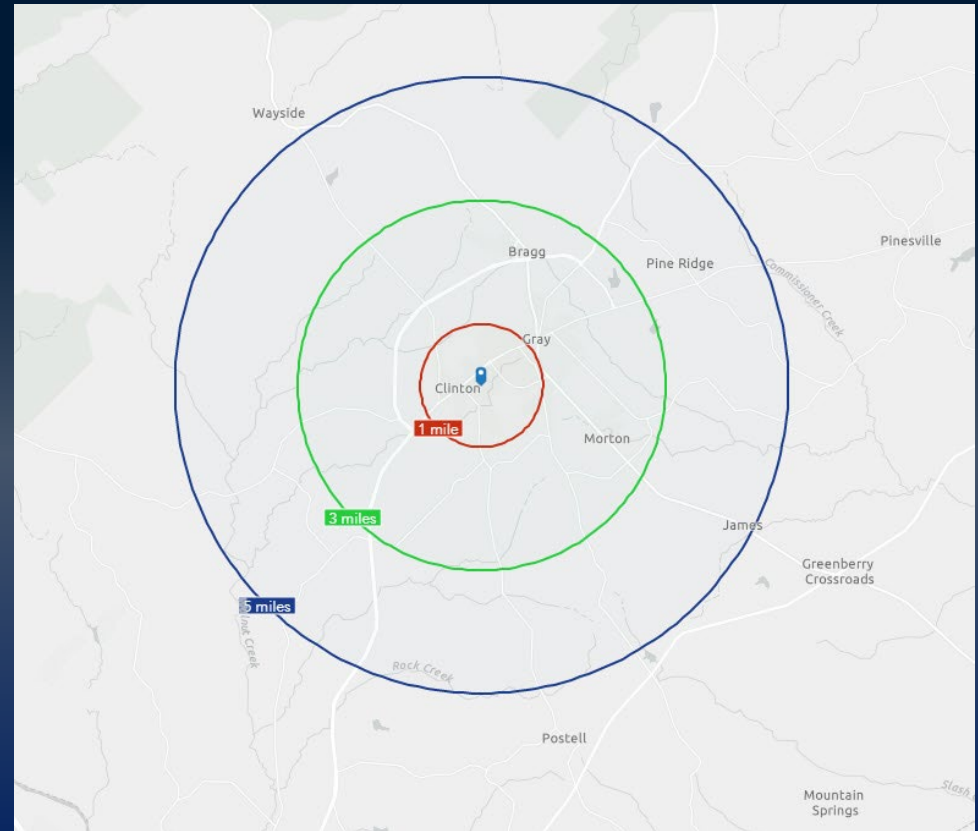 Wayside
Bragg
Pine Ridge
Pinesville
Commissioner Creek
Gray
Clinton
1 mile
Morton
3 miles
James
Greenberry
Crossroads
5 miles
Rock Creek
Postell
Mountain
Springs
Slash